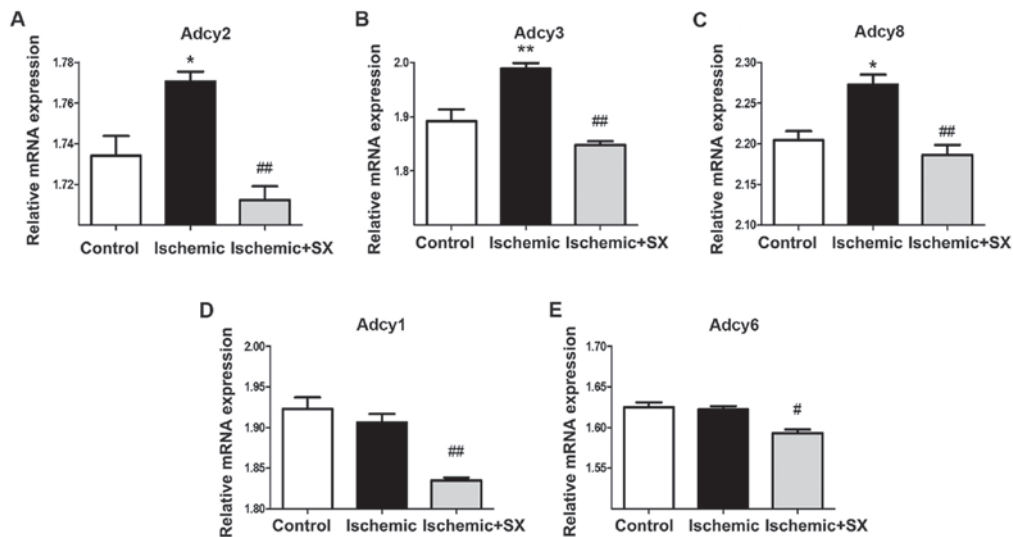 A
Adcy2
Relative mRNA expression
1.78
1.76
1.74
1.72
*
##
Control Ischemic Ischemic+SX
B
Adcy3
Relative mRNA expression
2.0
1.9
1.8
**
##
Control Ischemic Ischemic+SX
C
Adcy8
Relative mRNA expression
2.30
2.25
2.20
2.15
2.10
*
##
Control Ischemic Ischemic+SX
D
Adcy1
Relative mRNA expression
2.00
1.95
1.90
1.85
1.80
##
Control Ischemic Ischemic+SX
E
Adcy6
Relative mRNA expression
1.70
1.65
1.60
1.55
#
Control Ischemic Ischemic+SX